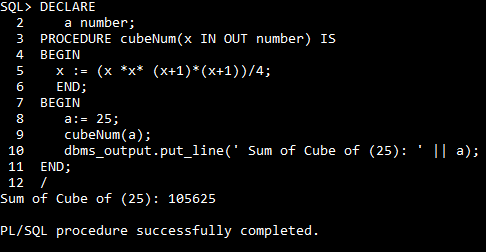 SQL> DECLARE
  2     a number;
  3  PROCEDURE cubeNum(x IN OUT number) IS
  4  BEGIN
  5    x := (x *x* (x+1)*(x+1))/4;
  6    END;
  7  BEGIN
  8     a:= 25;
  9     cubeNum(a);
 10     dbms_output.put_line(' Sum of Cube of (25): ' || a);
 11  END;
 12  /
Sum of Cube of (25): 105625

PL/SQL procedure successfully completed.